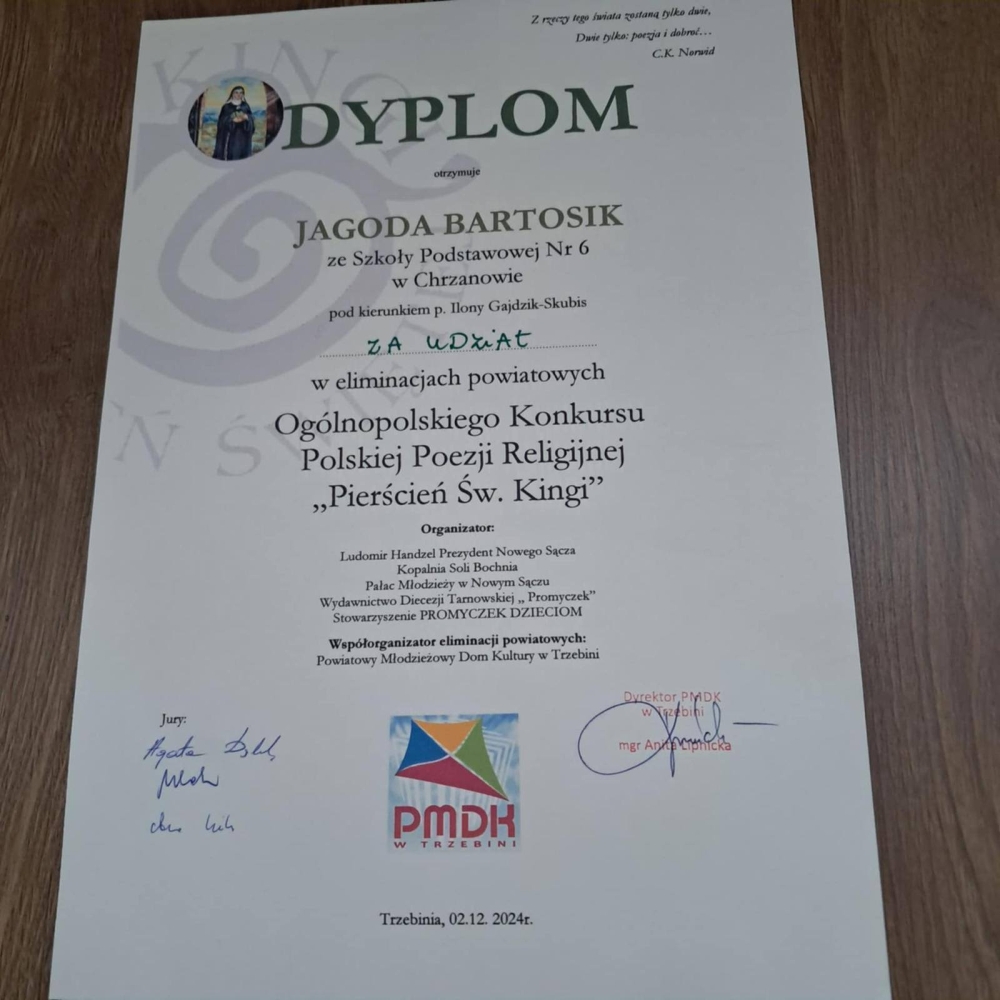 Z rzeczy tego świata zostaną tylko dwie,
Dwie tylko: poezja i dobroć…
C.K. Norwid
DYPLOM
otrzymuje
JAGODA BARTOSIK
ze Szkoły Podstawowej Nr 6
w Chrzanowie
pod kierunkiem p. Ilony Gajdzik-Skubis
ZA UDZIAŁ
w eliminacjach powiatowych
Ogólnopolskiego Konkursu
Polskiej Poezji Religijnej
„Pierścień Św. Kingi”
Organizator:
Ludomir Handzel Prezydent Nowego Sącza
Kopalnia Soli Bochnia
Pałac Młodzieży w Nowym Sączu
Wydawnictwo Diecezji Tarnowskiej „ Promyczek”
Stowarzyszenie PROMYCZEK DZIECIOM
Współorganizator eliminacji powiatowych:
Powiatowy Młodzieżowy Dom Kultury w Trzebini
Jury:
Agata
Dyrektor PMDK
w Trzebini
mgr Anita Lipnicka
PMDK
W TRZEBINI
Trzebinia, 02.12. 2024r.